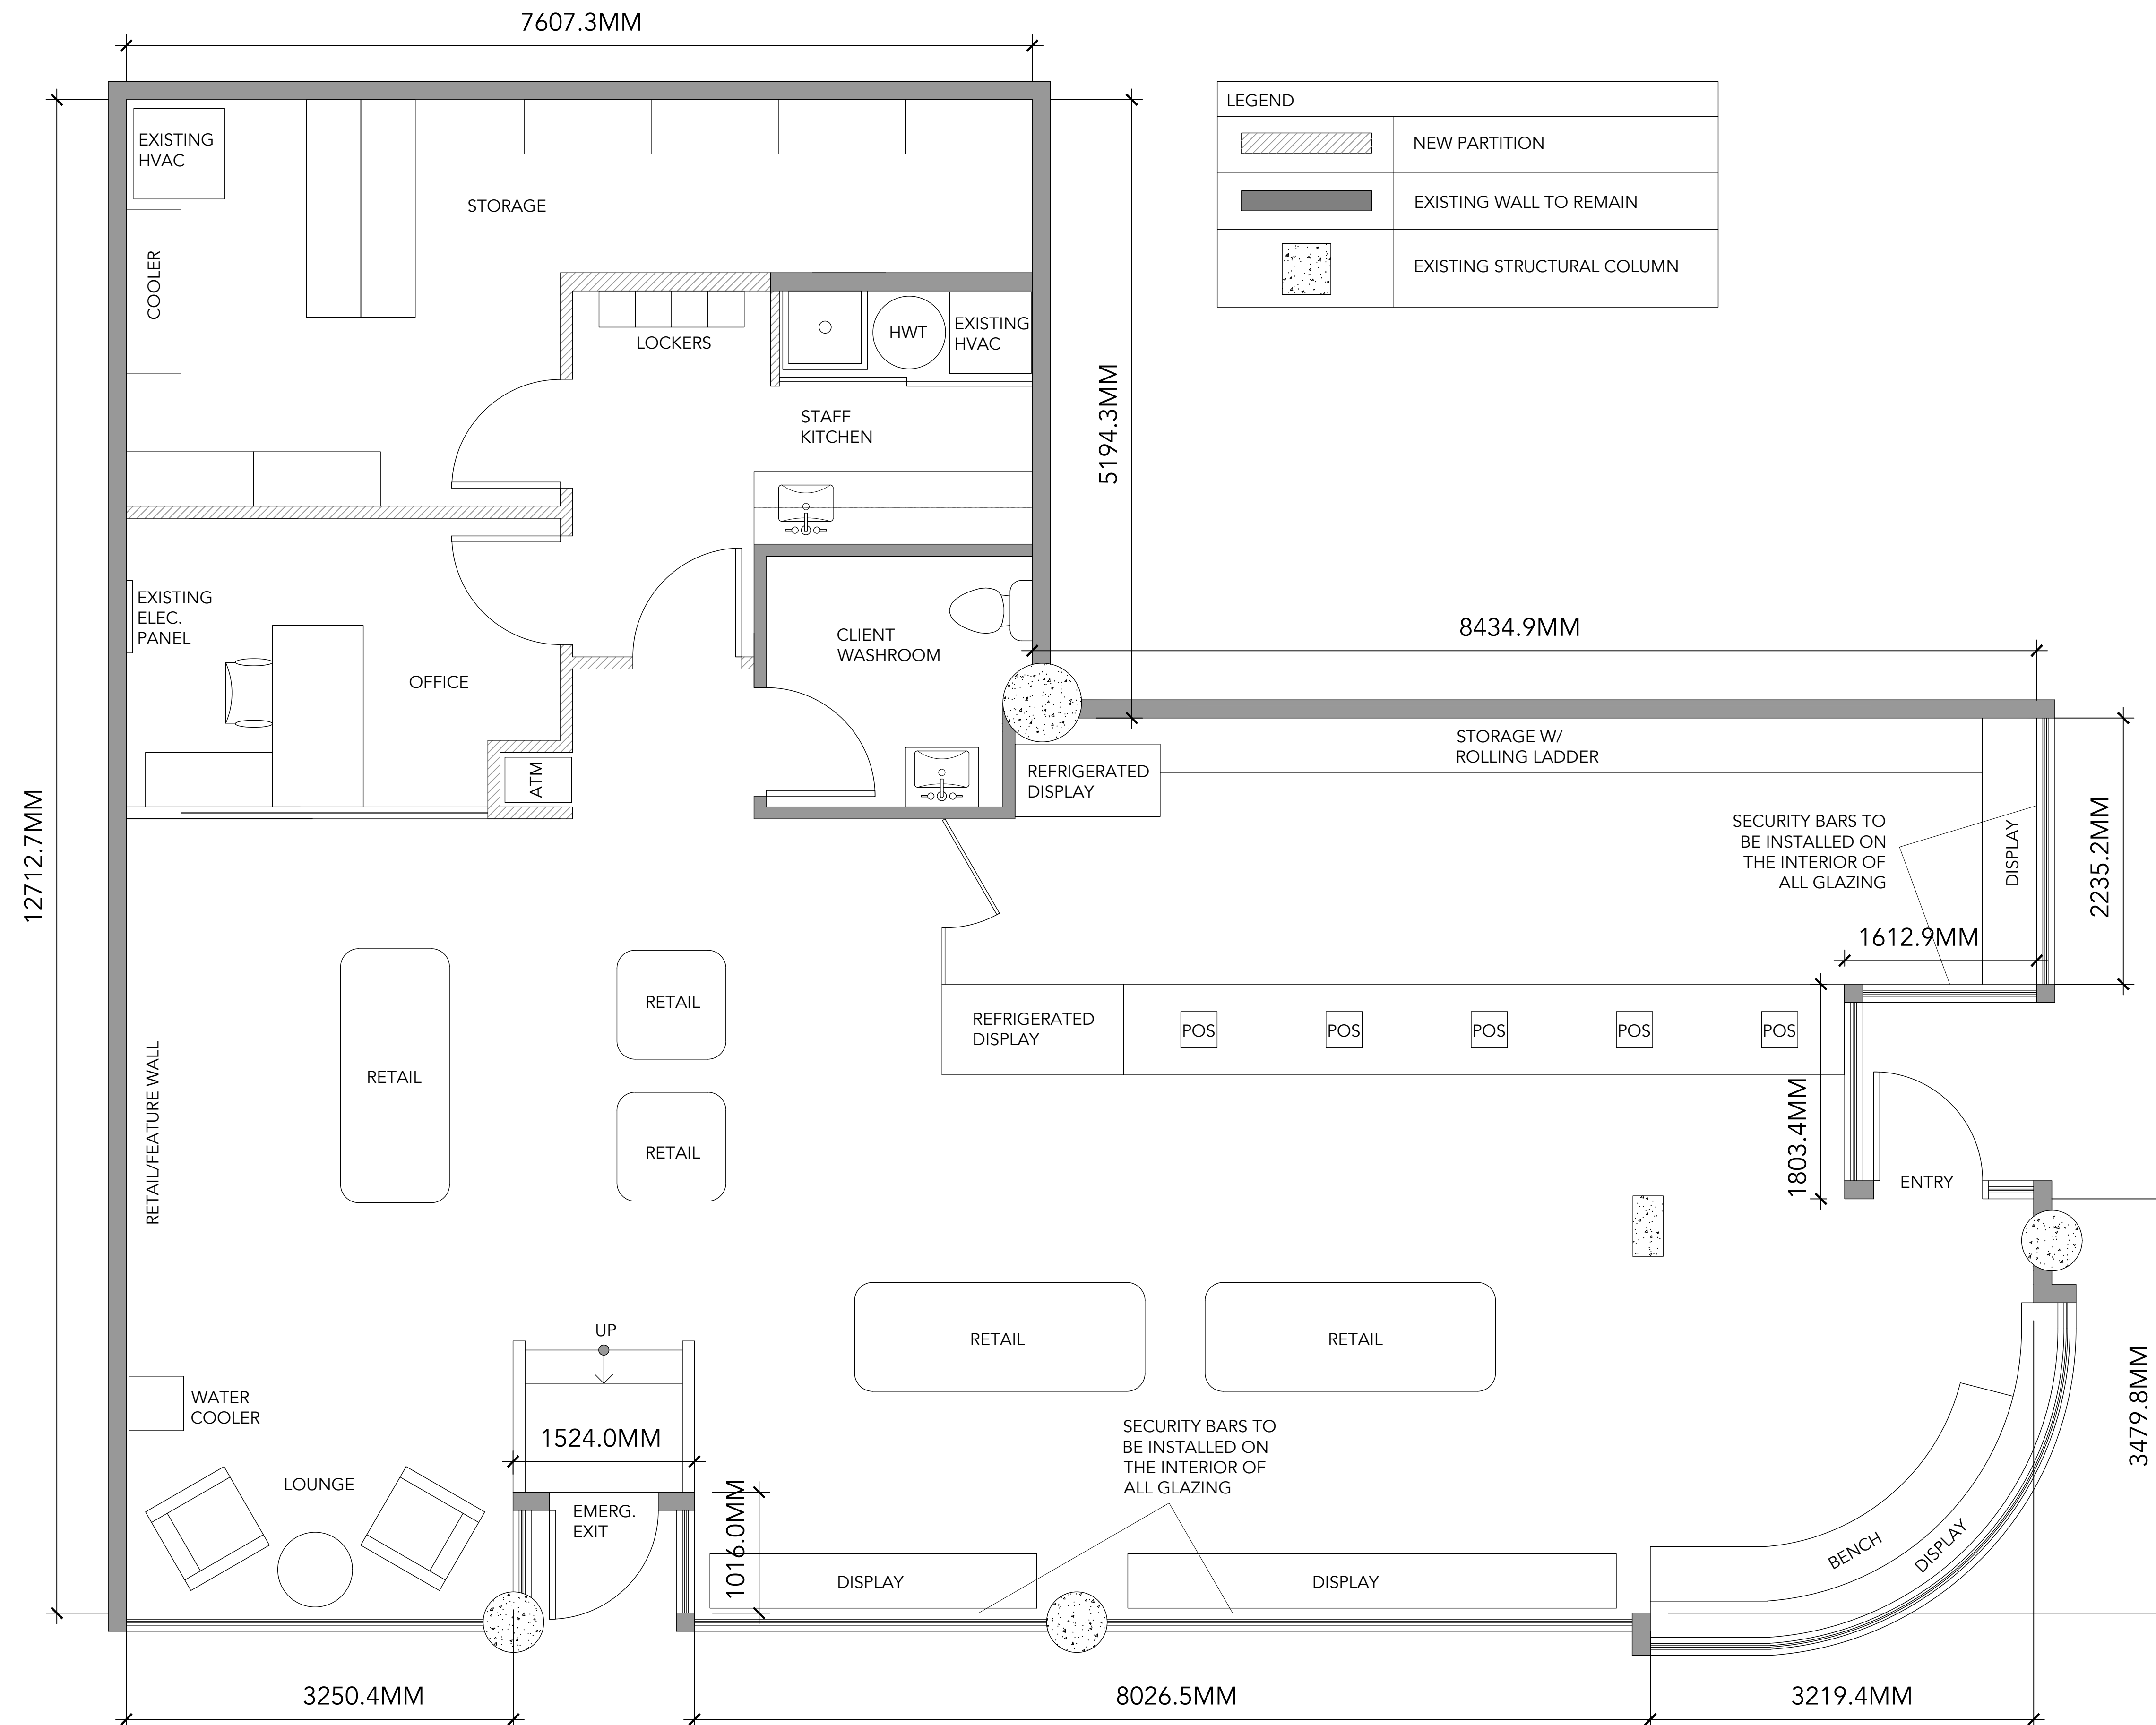 7607.3MM
LEGEND
NEW PARTITION
EXISTING WALL TO REMAIN
EXISTING STRUCTURAL COLUMN
EXISTING
HVAC
STORAGE
COOLER
LOCKERS
HWT
EXISTING
HVAC
STAFF
KITCHEN
5194.3MM
EXISTING
ELEC.
PANEL
OFFICE
CLIENT
WASHROOM
8434.9MM
ATM
REFRIGERATED
DISPLAY
STORAGE W/
ROLLING LADDER
SECURITY BARS TO
BE INSTALLED ON
THE INTERIOR OF
ALL GLAZING
DISPLAY
2235.2MM
12712.7MM
1612.9MM
RETAIL/FEATURE WALL
RETAIL
RETAIL
RETAIL
REFRIGERATED
DISPLAY
POS
POS
POS
POS
POS
1803.4MM
ENTRY
UP
RETAIL
RETAIL
WATER
COOLER
1524.0MM
3479.8MM
LOUNGE
EMERG.
EXIT
1016.0MM
SECURITY BARS TO
BE INSTALLED ON
THE INTERIOR OF
ALL GLAZING
DISPLAY
DISPLAY
BENCH
DISPLAY
3250.4MM
8026.5MM
3219.4MM